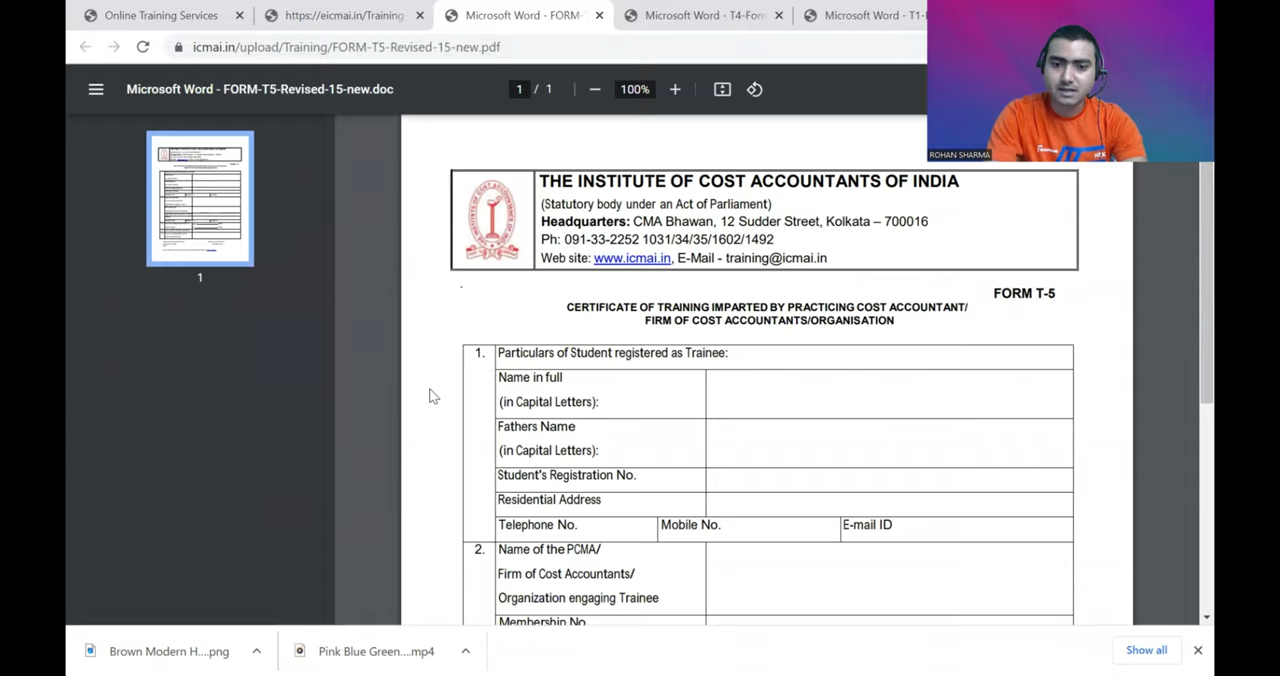 Online Training Services
https://eicmai.in/Training
Microsoft Word - FORM-
Microsoft Word - T4-For
Microsoft Word - T1-
icmai.in/upload/Training/FORM-T5-Revised-15-new.pdf
Microsoft Word - FORM-T5-Revised-15-new.doc
1 / 1
100%
ROHAN SHARMA
1
THE INSTITUTE OF COST ACCOUNTANTS OF INDIA
(Statutory body under an Act of Parliament)
Headquarters: CMA Bhawan, 12 Sudder Street, Kolkata – 700016
Ph: 091-33-2252 1031/34/35/1602/1492
Web site: www.icmai.in, E-Mail - training@icmai.in
FORM T-5
CERTIFICATE OF TRAINING IMPARTED BY PRACTICING COST ACCOUNTANT/
FIRM OF COST ACCOUNTANTS/ORGANISATION
1. Particulars of Student registered as Trainee:
Name in full
(in Capital Letters):
Fathers Name
(in Capital Letters):
Student's Registration No.
Residential Address
Telephone No. Mobile No. E-mail ID
2. Name of the PCMA/
Firm of Cost Accountants/
Organization engaging Trainee
Membership No
Brown Modern H....png
Pink Blue Green....mp4
Show all